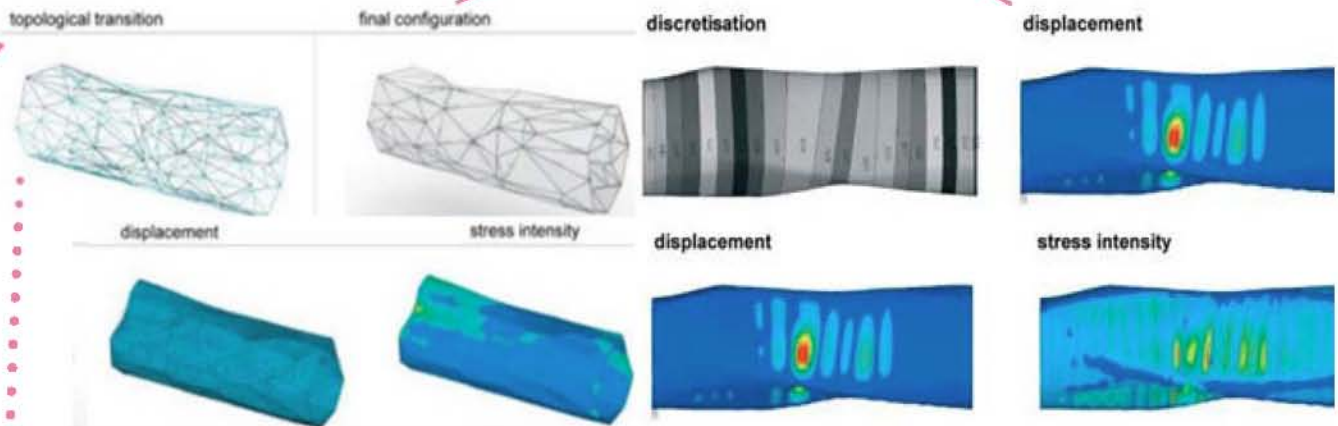 topological transition
final configuration
discretisation
displacement
displacement
stress intensity
displacement
stress intensity